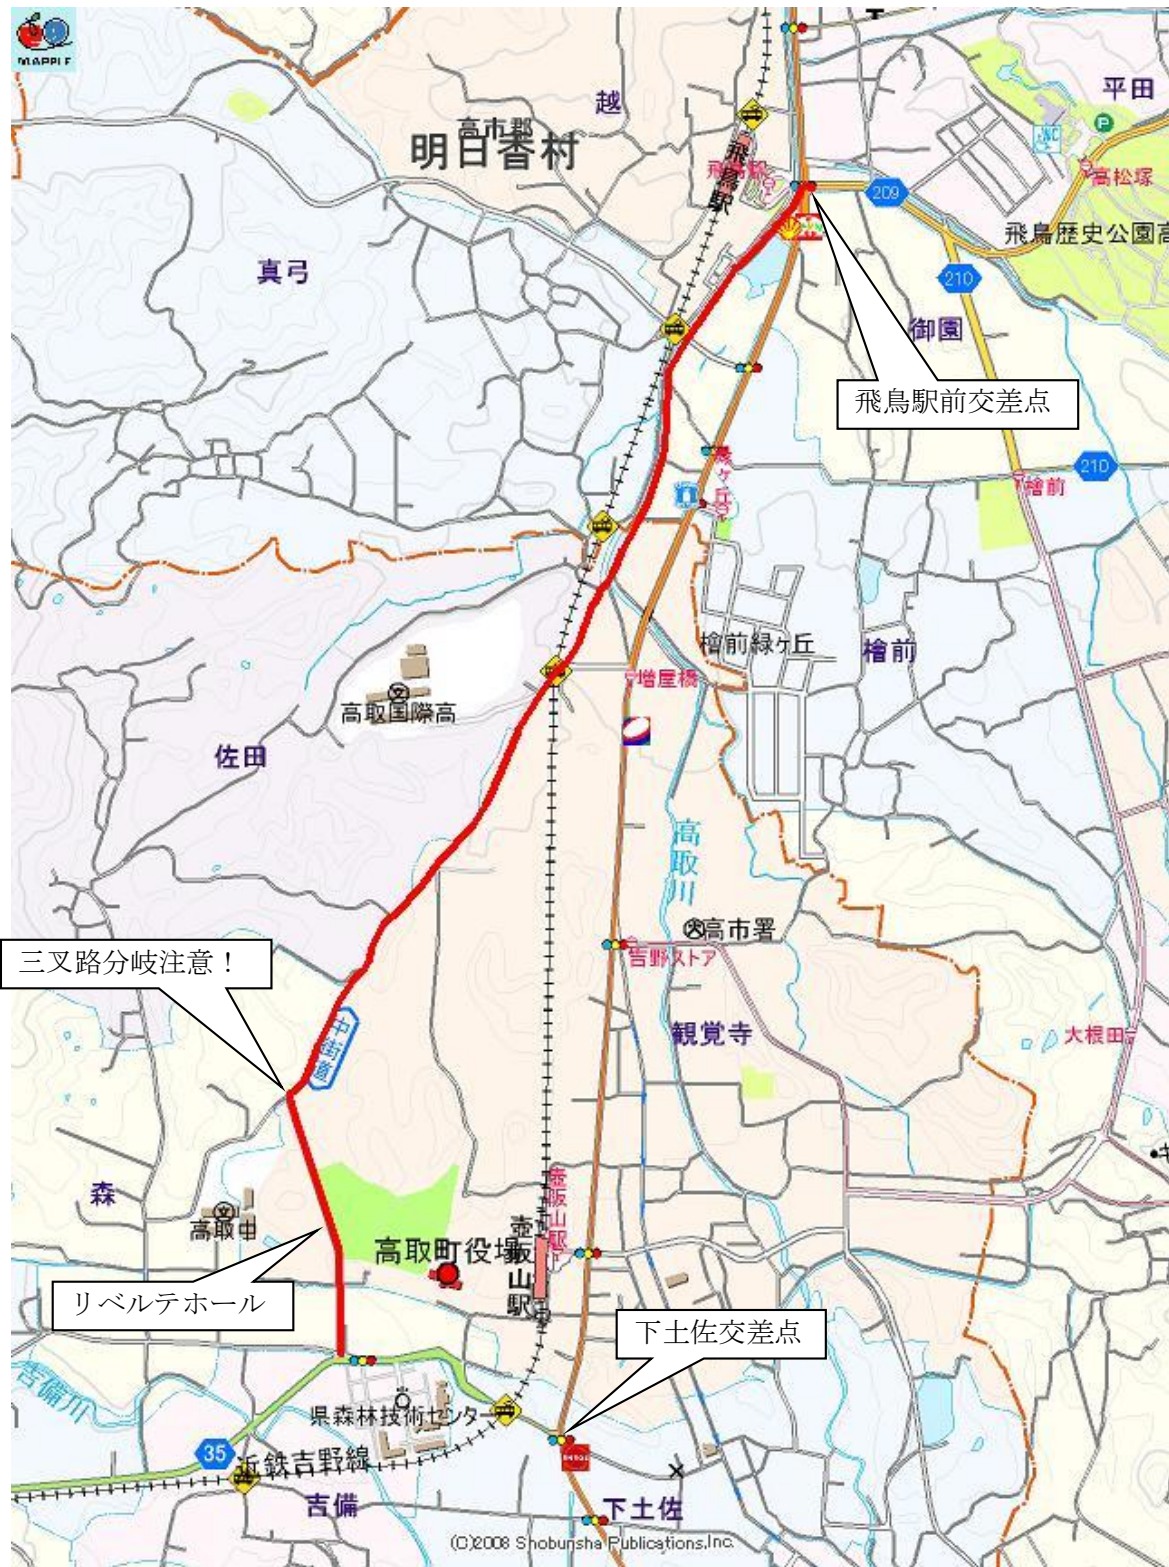 MAPPLE
平田
越
高市郡
明日香村
飛鳥駅
P
高松塚
209
飛鳥歴史公園高
真弓
210
御園
飛鳥駅前交差点
210
檜前
檜前緑ヶ丘
檜前
増屋橋
高取国際高
佐田
高取川
高市署
吉野ストア
三叉路分岐注意！
中街道
観覚寺
大根田
森
高取中
壺阪山駅
壺阪山駅
高取町役場
リベルテホール
下土佐交差点
吉備川
県森林技術センター
35
近鉄吉野線
吉備
下土佐
(C)2008 Shobunsha Publications,Inc.